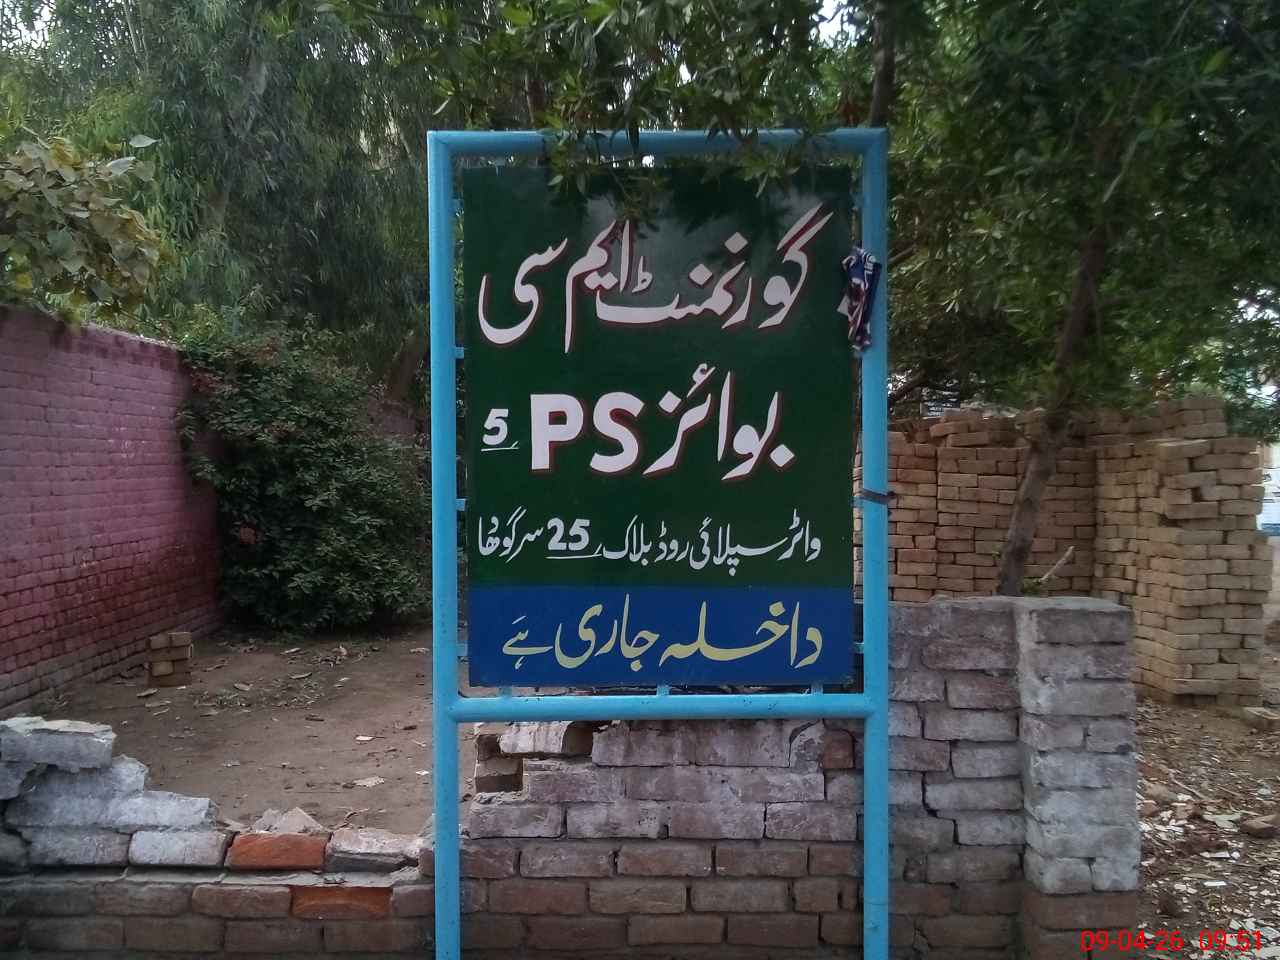 گورنمنٹ ایم سی
بوائز PS 5
واٹر سپلائی روڈ بلاک 25 سرگودھا
داخلہ جاری ہے
09-04-26 09:51